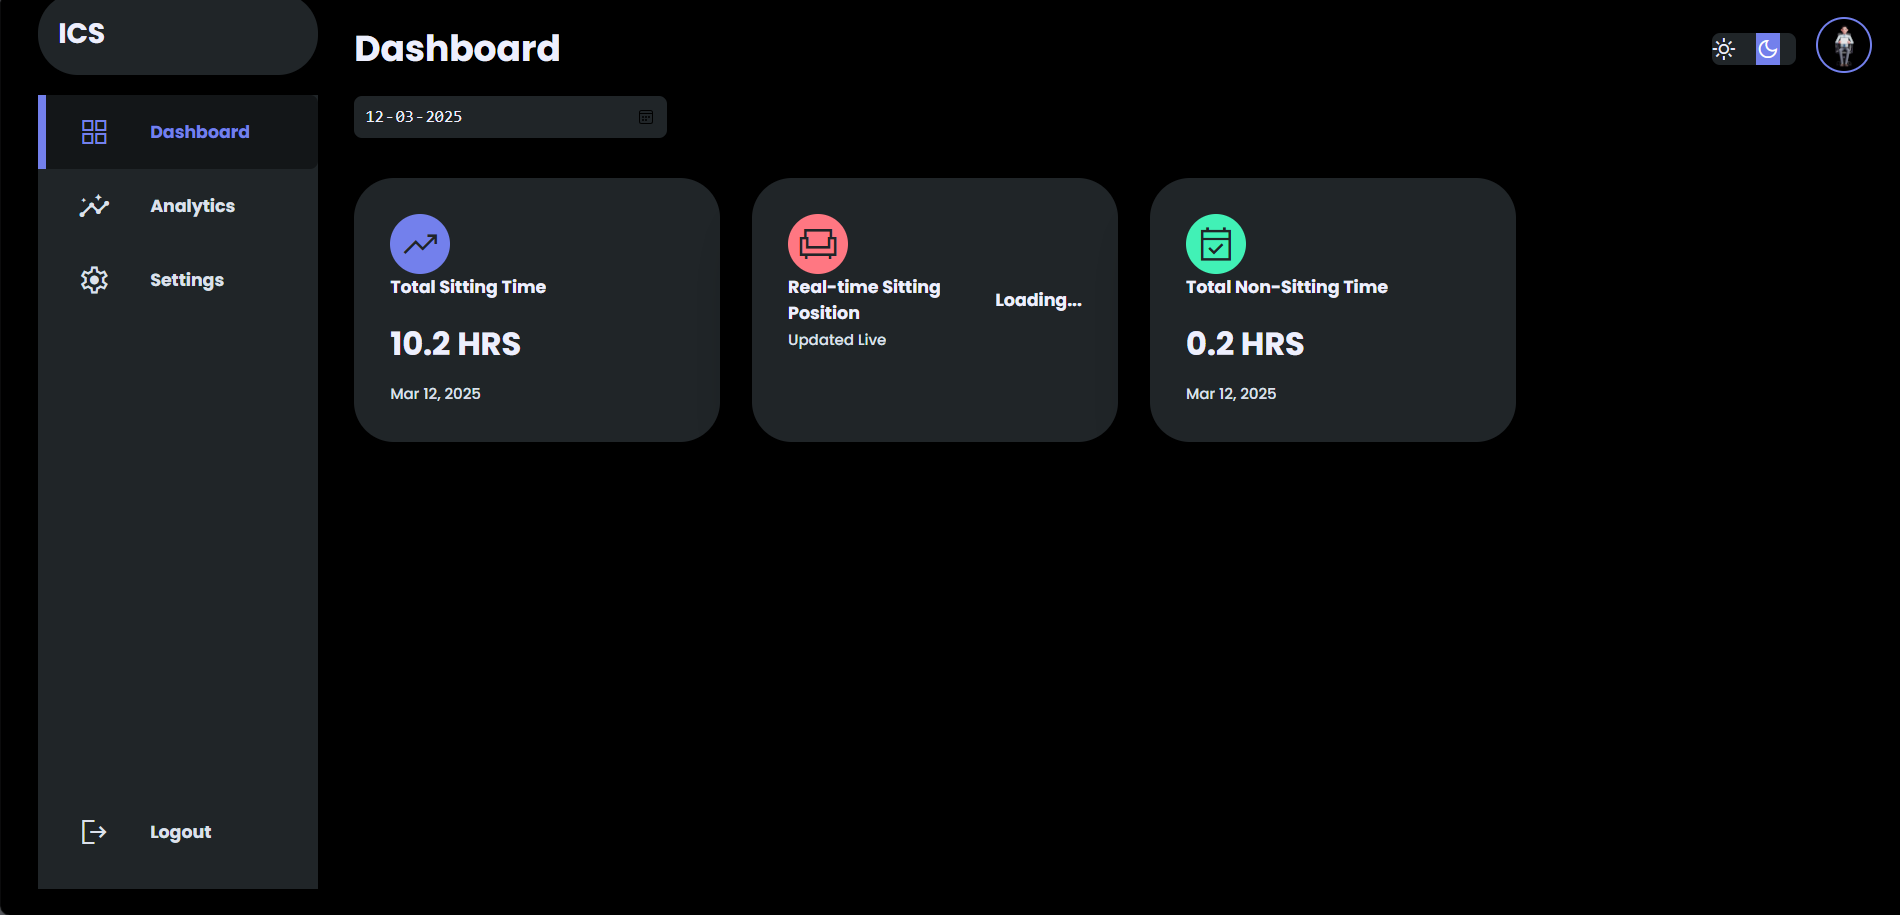 ICS
Dashboard
Analytics
Settings
Logout
Dashboard
12-03-2025
Total Sitting Time
10.2 HRS
Mar 12, 2025
Real-time Sitting
Position
Updated Live
Loading...
Total Non-Sitting Time
0.2 HRS
Mar 12, 2025